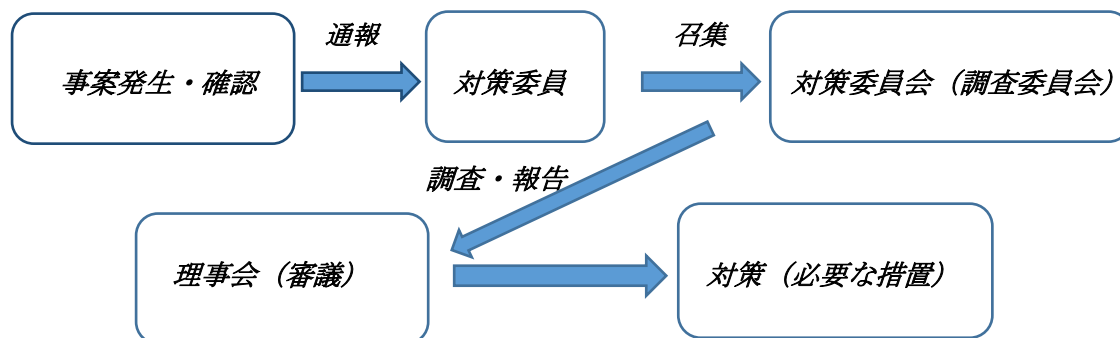 通報
召集
事案発生・確認
対策委員
対策委員会（調査委員会）
調査・報告
理事会（審議）
対策（必要な措置）